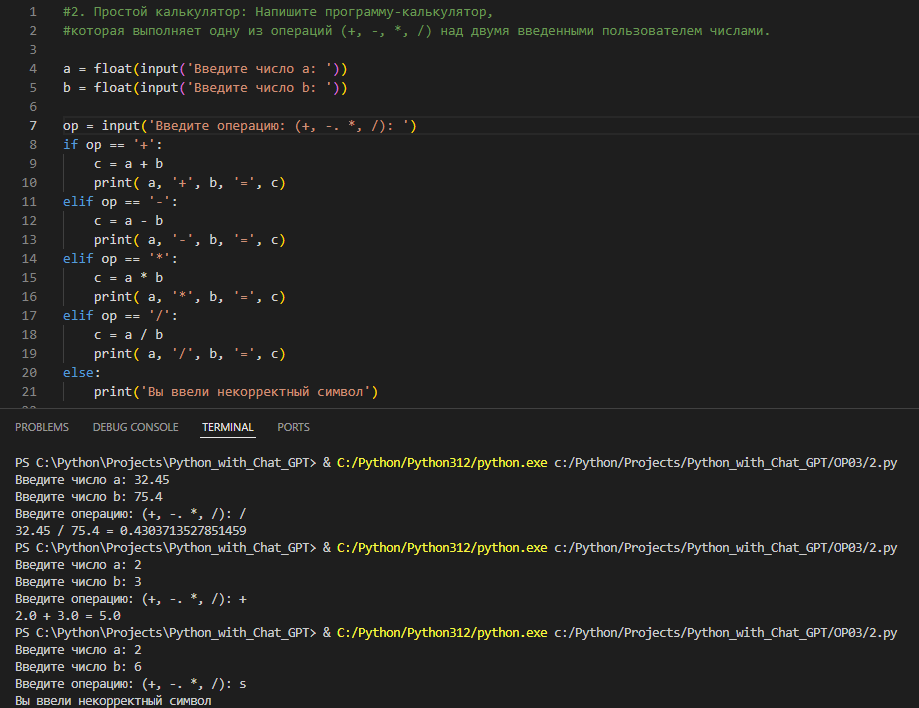 1 #2. Простой калькулятор: Напишите программу-калькулятор,
2 #которая выполняет одну из операций (+, -, *, /) над двумя введенными пользователем числами.
3
4 a = float(input('Введите число a: '))
5 b = float(input('Введите число b: '))
6
7 op = input('Введите операцию: (+, -. *, /): ')
8 if op == '+':
9     c = a + b
10     print( a, '+', b, '=', c)
11 elif op == '-':
12     c = a - b
13     print( a, '-', b, '=', c)
14 elif op == '*':
15     c = a * b
16     print( a, '*', b, '=', c)
17 elif op == '/':
18     c = a / b
19     print( a, '/', b, '=', c)
20 else:
21     print('Вы ввели некорректный символ')
PROBLEMS DEBUG CONSOLE TERMINAL PORTS
PS C:\Python\Projects\Python_with_Chat_GPT> & C:/Python/Python312/python.exe c:/Python/Projects/Python_with_Chat_GPT/OP03/2.py
Введите число a: 32.45
Введите число b: 75.4
Введите операцию: (+, -. *, /): /
32.45 / 75.4 = 0.4303713527851459
PS C:\Python\Projects\Python_with_Chat_GPT> & C:/Python/Python312/python.exe c:/Python/Projects/Python_with_Chat_GPT/OP03/2.py
Введите число a: 2
Введите число b: 3
Введите операцию: (+, -. *, /): +
2.0 + 3.0 = 5.0
PS C:\Python\Projects\Python_with_Chat_GPT> & C:/Python/Python312/python.exe c:/Python/Projects/Python_with_Chat_GPT/OP03/2.py
Введите число a: 2
Введите число b: 6
Введите операцию: (+, -. *, /): s
Вы ввели некорректный символ